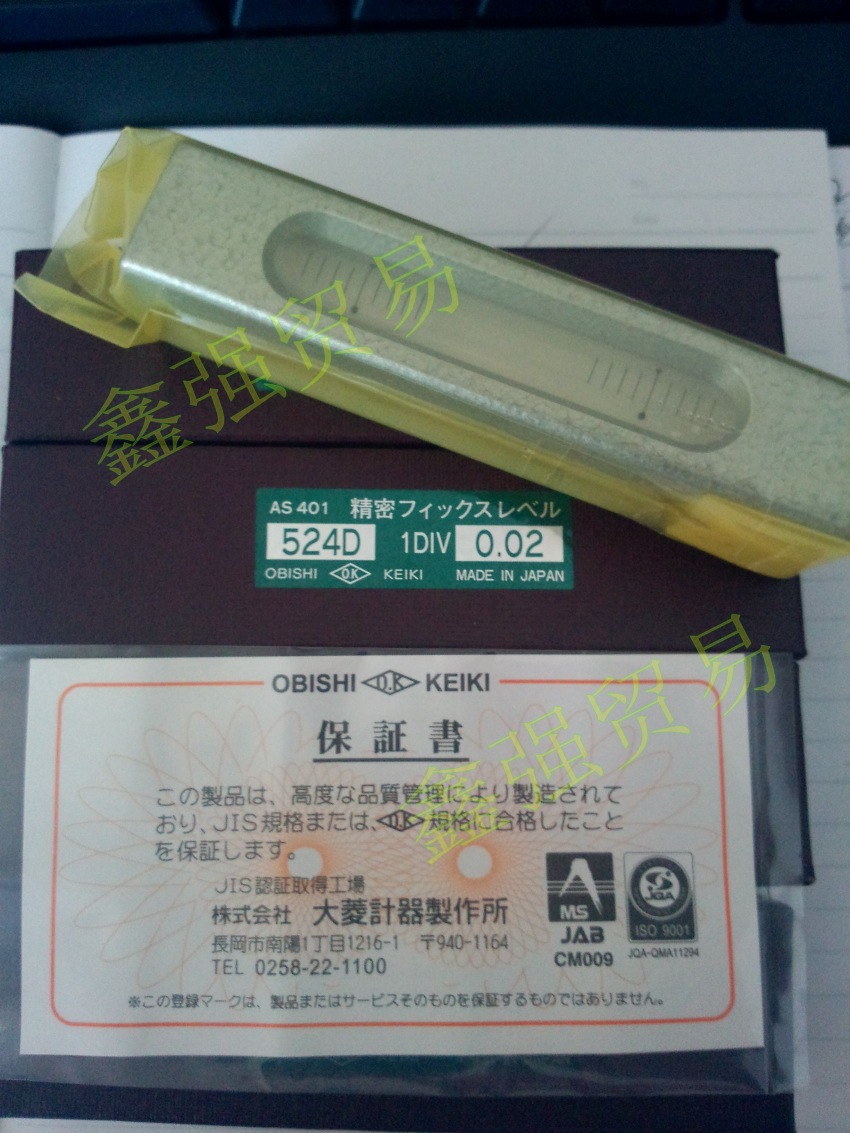 鑫强贸易
AS 401 精密フィックスレベル
524D 1DIV 0.02
OBISHI D.K KEIKI MADE IN JAPAN
鑫强贸易
OBISHI D.K KEIKI
保証書
この製品は、高度な品質管理により製造されて
おり、JIS規格または、D.K規格に合格したこと
を保証します。
JIS認証取得工場
株式会社 大菱計器製作所
長岡市南陽1丁目1216-1 〒940-1164
TEL 0258-22-1100
MS
JAB
CM009
JQA
ISO 9001
JQA-QMA11294
※この登録マークは、製品またはサービスそのものを保証するものではありません。